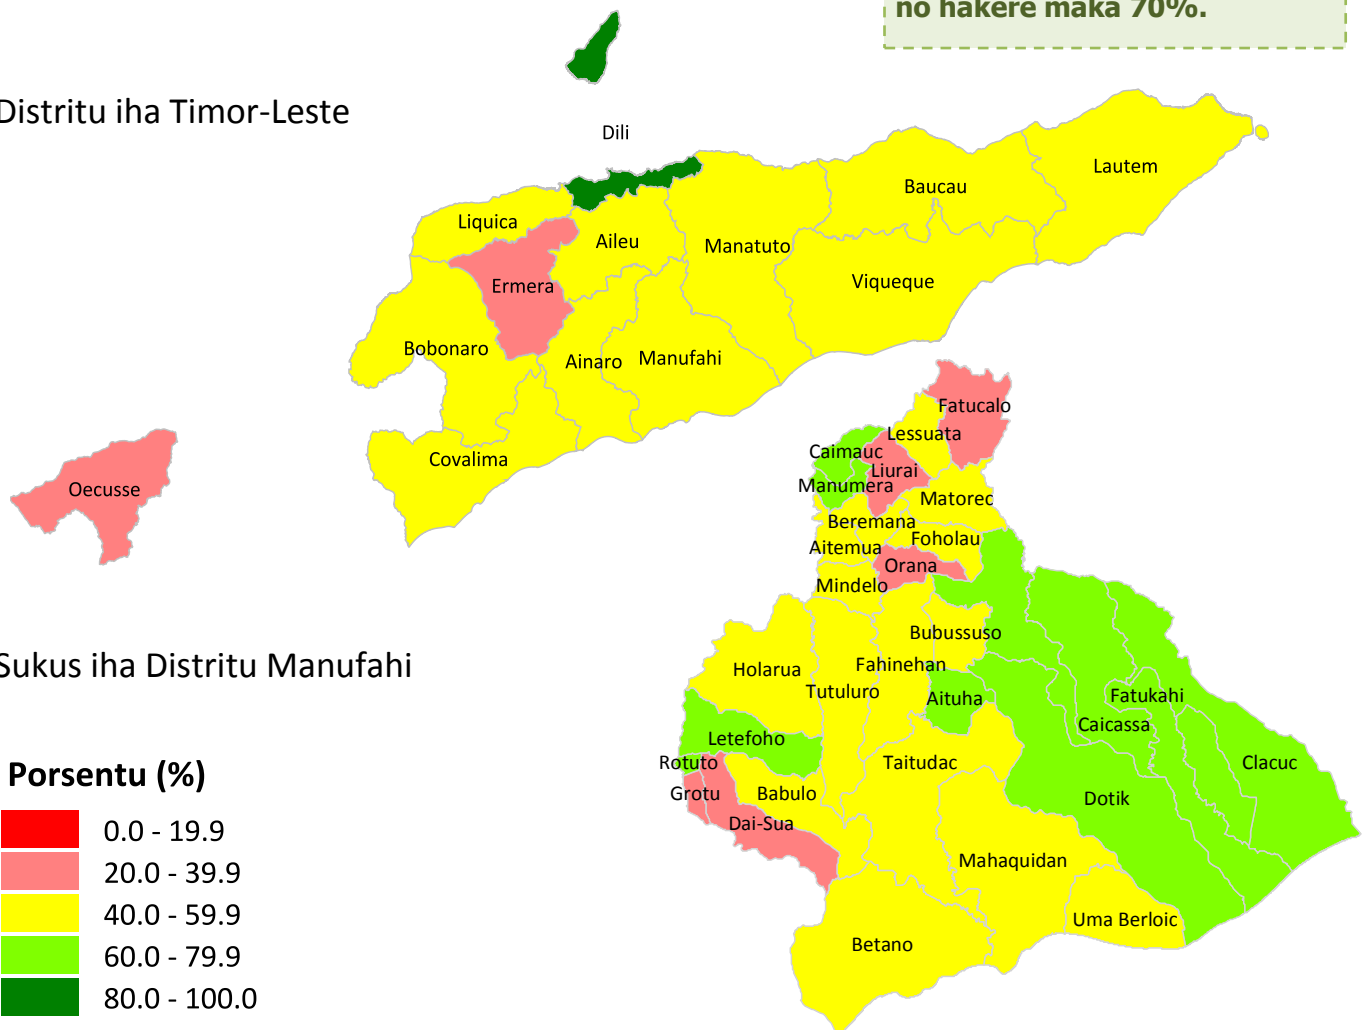 no hakere maka 70%.
Distritu iha Timor-Leste
Dili
Lautem
Baucau
Liquica
Aileu
Manatuto
Viqueque
Ermera
Bobonaro
Ainaro
Manufahi
Covalima
Oecusse
Fatucalo
Lessuata
Caimauc
Liurai
Manumera
Matorec
Beremana
Foholau
Aitemua
Orana
Mindelo
Bubussuso
Sukus iha Distritu Manufahi
Holarua
Fahinehan
Tutuluro
Aituha
Fatukahi
Caicassa
Letefoho
Rotuto
Taitudac
Clacuc
Grotu
Babulo
Dotik
Dai-Sua
Mahaquidan
Uma Berloic
Betano
Porsentu (%)
0.0 - 19.9
20.0 - 39.9
40.0 - 59.9
60.0 - 79.9
80.0 - 100.0